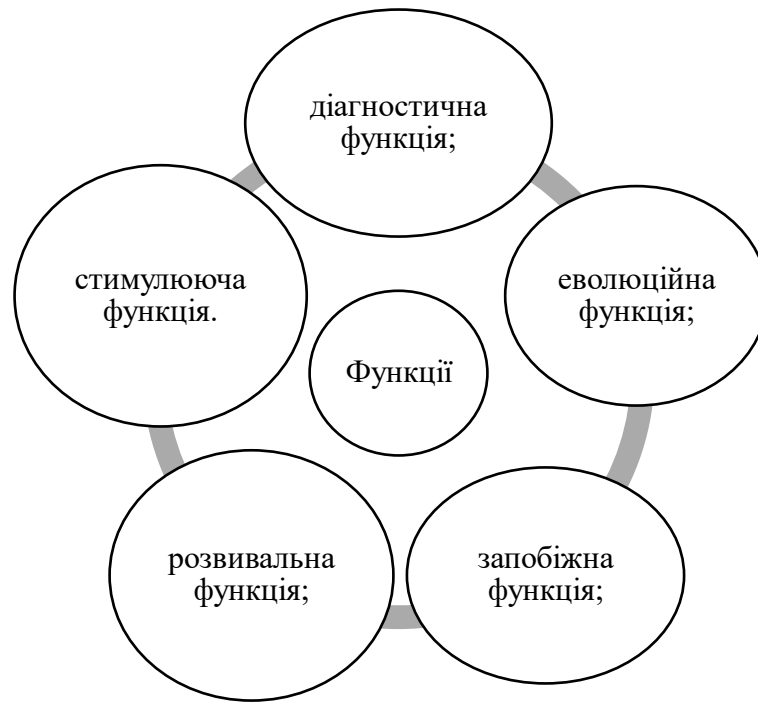 діагностична
функція;
еволюційна
функція;
запобіжна
функція;
розвивальна
функція;
стимулююча
функція.
Функції